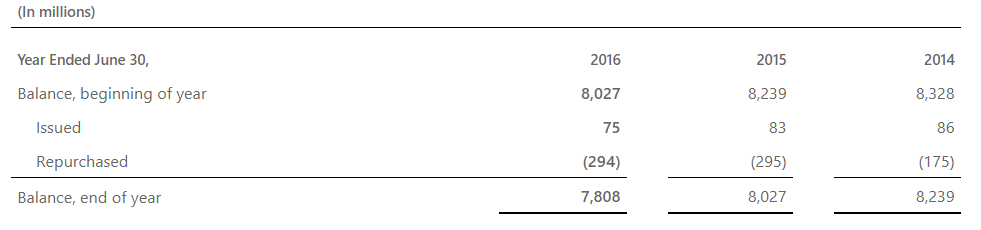 (In millions)
Year Ended June 30, 2016 2015 2014
Balance, beginning of year 8,027 8,239 8,328
Issued 75 83 86
Repurchased (294) (295) (175)
Balance, end of year 7,808 8,027 8,239